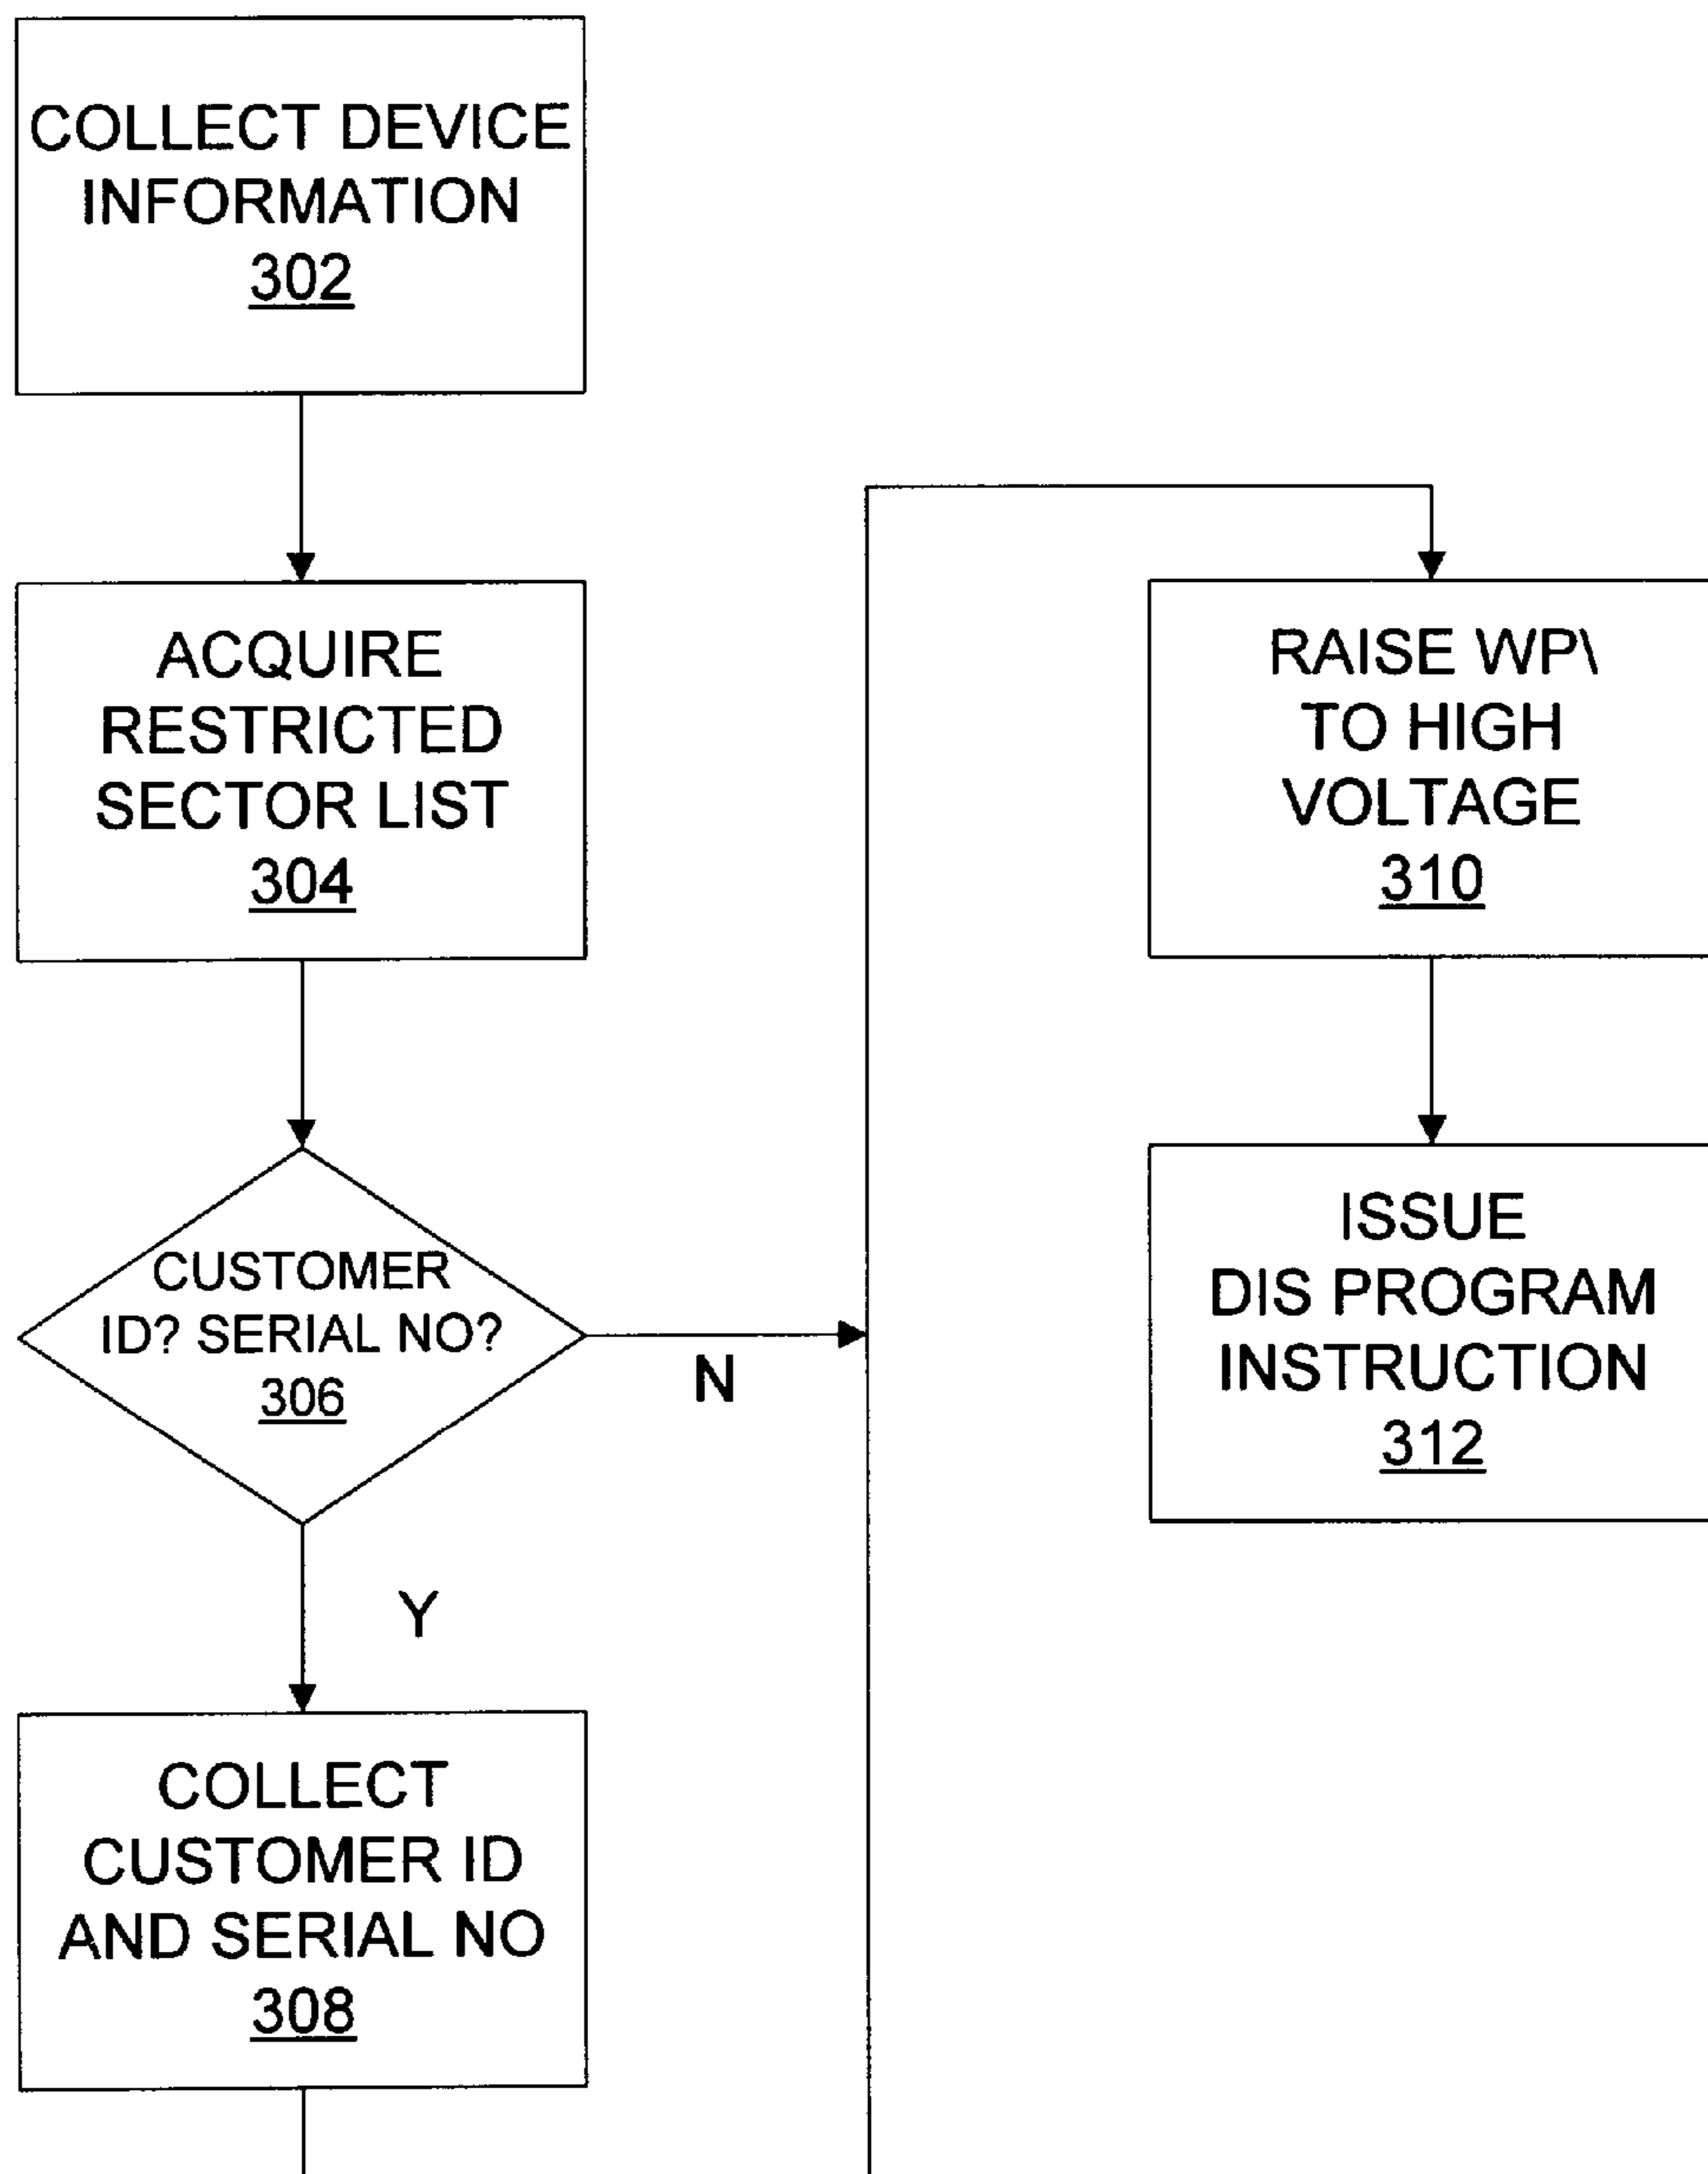 COLLECT DEVICE
INFORMATION
302
ACQUIRE
RESTRICTED
SECTOR LIST
304
CUSTOMER
ID? SERIAL NO?
306
N
Y
COLLECT
CUSTOMER ID
AND SERIAL NO
308
RAISE WP\
TO HIGH
VOLTAGE
310
ISSUE
DIS PROGRAM
INSTRUCTION
312